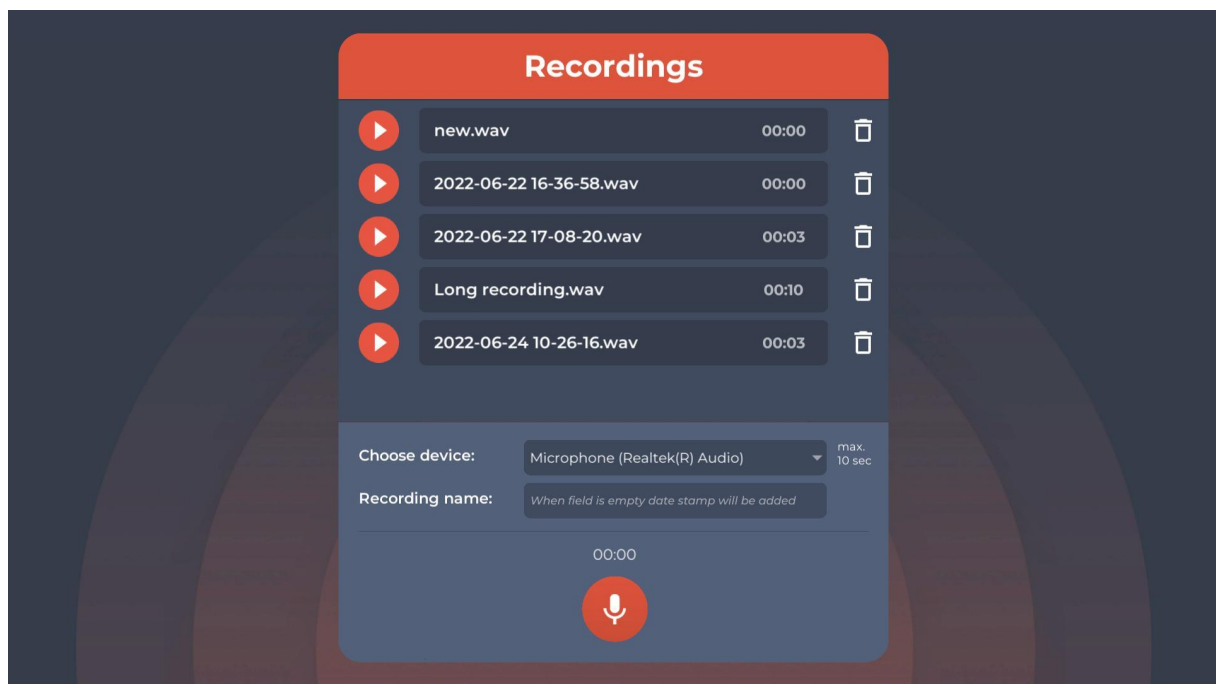 Recordings
new.wav 00:00
2022-06-22 16-36-58.wav 00:00
2022-06-22 17-08-20.wav 00:03
Long recording.wav 00:10
2022-06-24 10-26-16.wav 00:03
Choose device: Microphone (Realtek(R) Audio) max. 10 sec
Recording name: When field is empty date stamp will be added
00:00